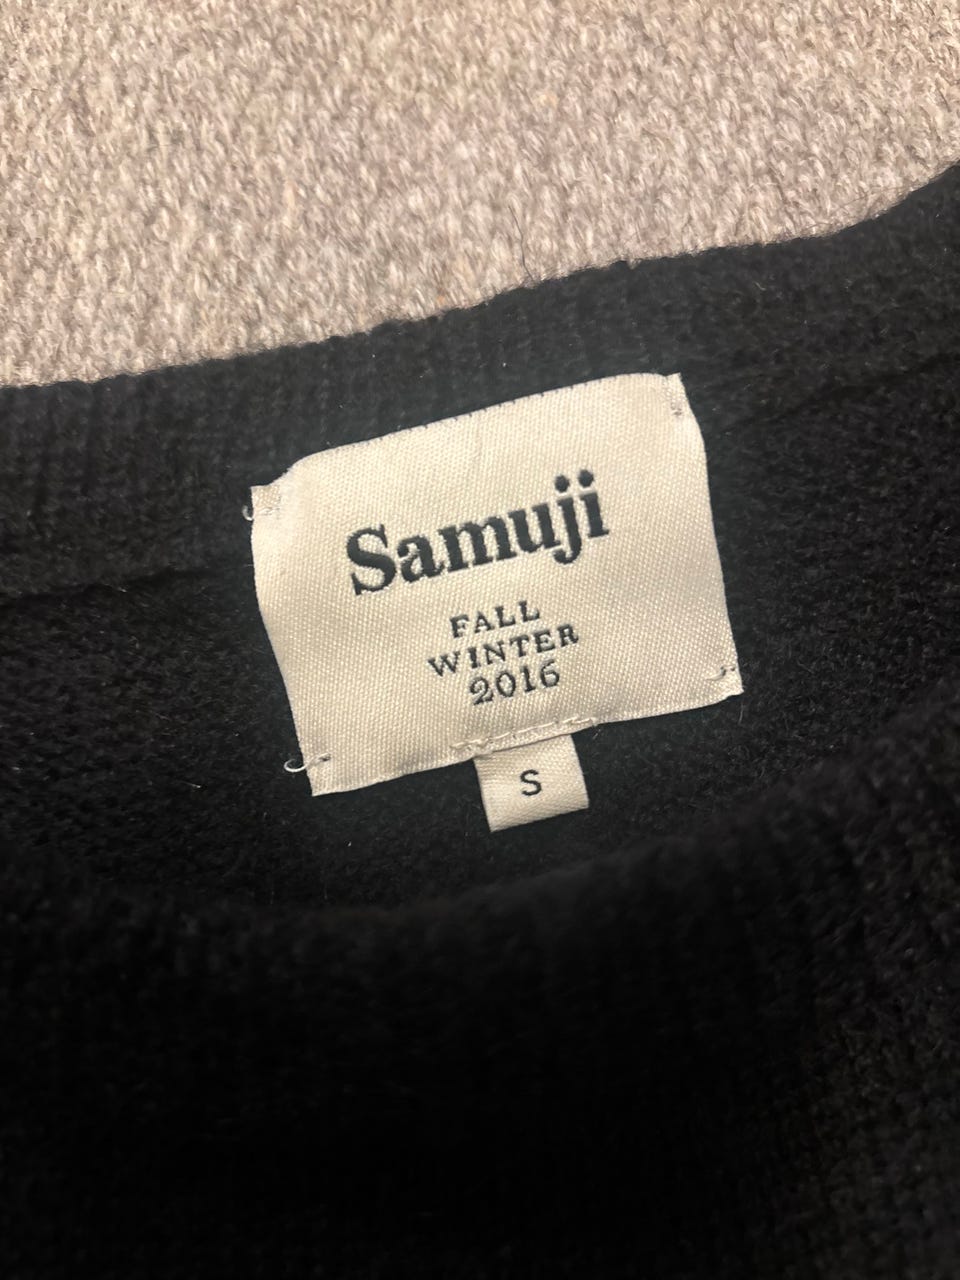 Samuji
FALL
WINTER
2016
S